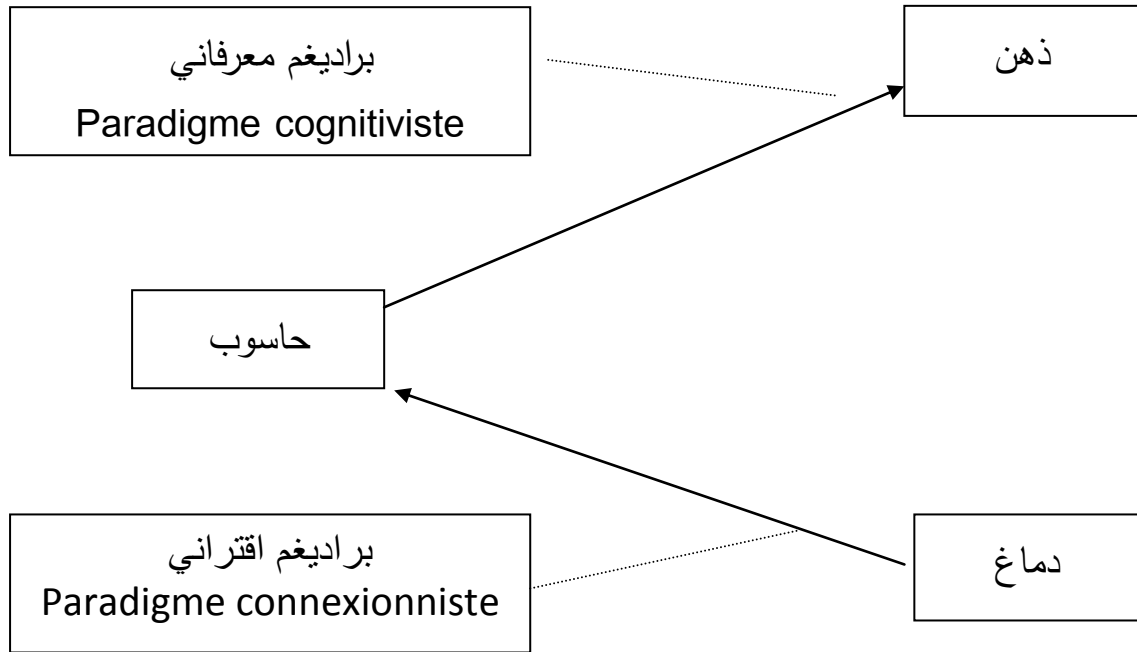 براديغم معرفاني
Paradigme cognitiviste
ذهن
حاسوب
براديغم اقتراني
Paradigme connexionniste
دماغ